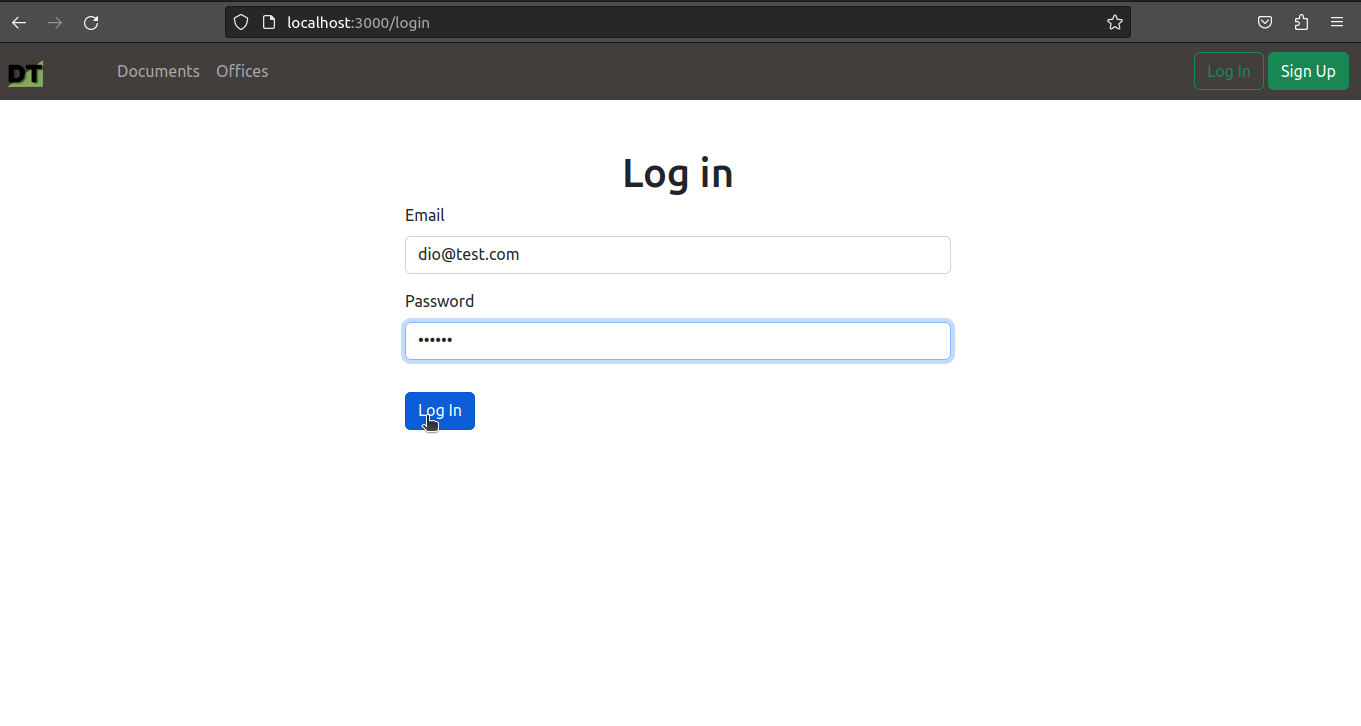 localhost:3000/login
DT Documents Offices Log In Sign Up
Log in
Email
dio@test.com
Password
••••••
Log In